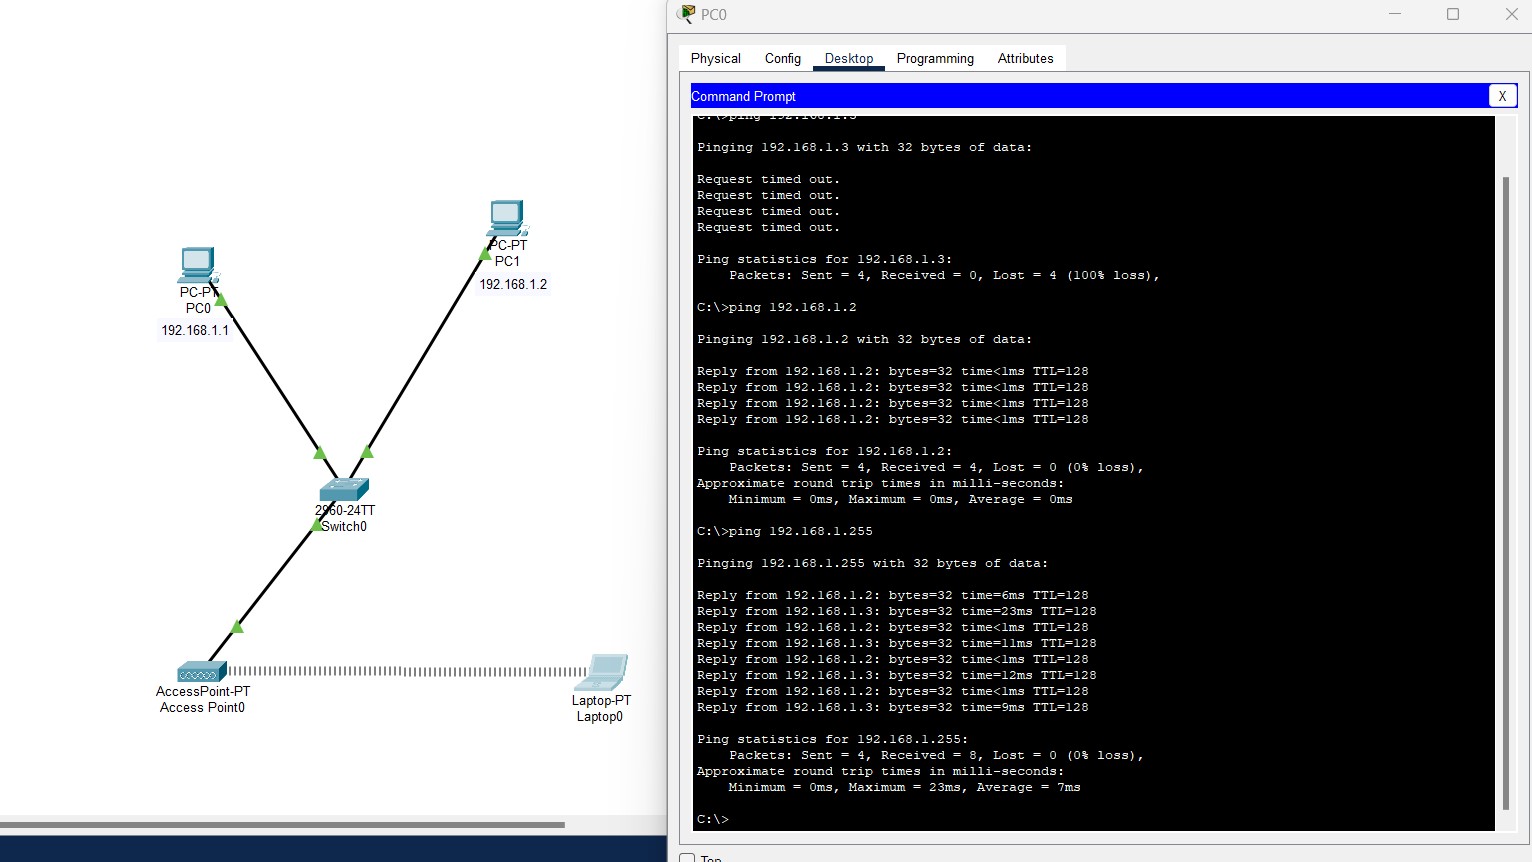 PC0
Physical Config Desktop Programming Attributes
Command Prompt
X
C:\>ping 192.168.1.3
Pinging 192.168.1.3 with 32 bytes of data:
Request timed out.
Request timed out.
Request timed out.
Request timed out.
Ping statistics for 192.168.1.3:
Packets: Sent = 4, Received = 0, Lost = 4 (100% loss),
C:\>ping 192.168.1.2
Pinging 192.168.1.2 with 32 bytes of data:
Reply from 192.168.1.2: bytes=32 time<1ms TTL=128
Reply from 192.168.1.2: bytes=32 time<1ms TTL=128
Reply from 192.168.1.2: bytes=32 time<1ms TTL=128
Reply from 192.168.1.2: bytes=32 time<1ms TTL=128
Ping statistics for 192.168.1.2:
Packets: Sent = 4, Received = 4, Lost = 0 (0% loss),
Approximate round trip times in milli-seconds:
Minimum = 0ms, Maximum = 0ms, Average = 0ms
C:\>ping 192.168.1.255
Pinging 192.168.1.255 with 32 bytes of data:
Reply from 192.168.1.2: bytes=32 time=6ms TTL=128
Reply from 192.168.1.3: bytes=32 time=23ms TTL=128
Reply from 192.168.1.2: bytes=32 time<1ms TTL=128
Reply from 192.168.1.3: bytes=32 time=11ms TTL=128
Reply from 192.168.1.2: bytes=32 time<1ms TTL=128
Reply from 192.168.1.3: bytes=32 time=12ms TTL=128
Reply from 192.168.1.2: bytes=32 time<1ms TTL=128
Reply from 192.168.1.3: bytes=32 time=9ms TTL=128
Ping statistics for 192.168.1.255:
Packets: Sent = 4, Received = 8, Lost = 0 (0% loss),
Approximate round trip times in milli-seconds:
Minimum = 0ms, Maximum = 23ms, Average = 7ms
C:\>
Top
PC-PT
PC1
192.168.1.2
PC-PT
PC0
192.168.1.1
2960-24TT
Switch0
AccessPoint-PT
Access Point0
Laptop-PT
Laptop0